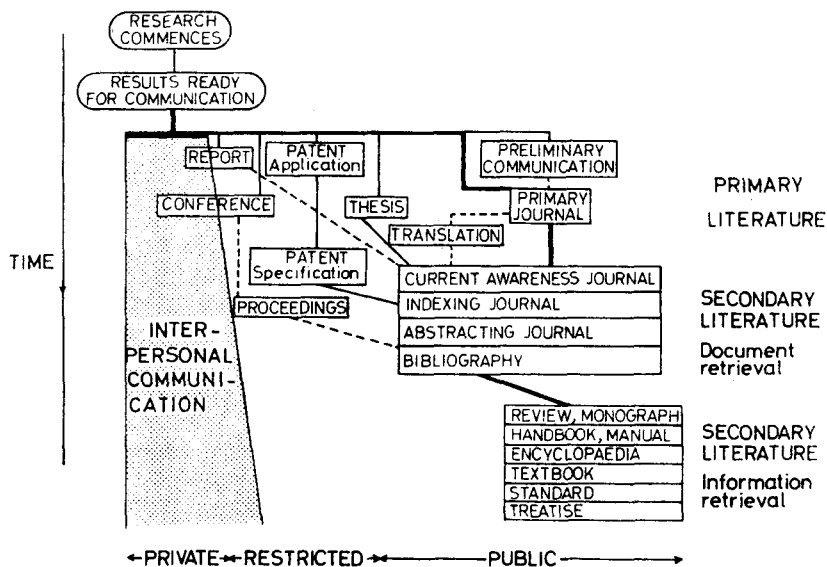 RESEARCH
COMMENCES
RESULTS READY
FOR COMMUNICATION
REPORT
PATENT
Application
PRELIMINARY
COMMUNICATION
CONFERENCE
THESIS
PRIMARY
JOURNAL
PRIMARY
LITERATURE
TRANSLATION
TIME
PATENT
Specification
PROCEEDINGS
CURRENT AWARENESS JOURNAL
INDEXING JOURNAL
ABSTRACTING JOURNAL
BIBLIOGRAPHY
SECONDARY
LITERATURE
Document
retrieval
INTER-
PERSONAL
COMMUNI-
CATION
REVIEW, MONOGRAPH
HANDBOOK, MANUAL
ENCYCLOPAEDIA
TEXTBOOK
STANDARD
TREATISE
SECONDARY
LITERATURE
Information
retrieval
PRIVATE RESTRICTED PUBLIC